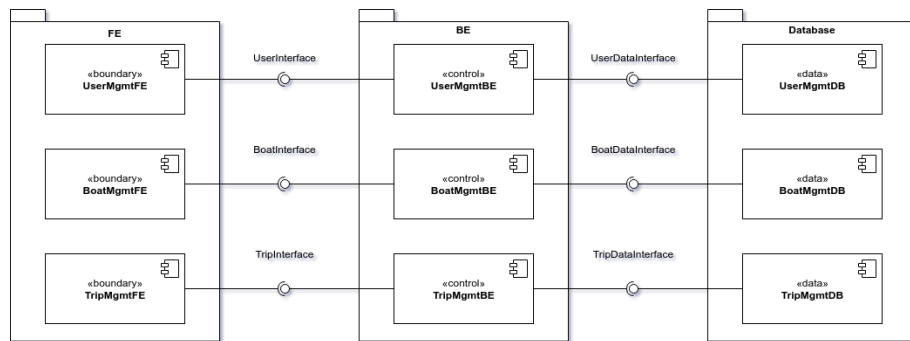 FE
BE
Database
«boundary»
UserMgmtFE
UserInterface
«control»
UserMgmtBE
UserDataInterface
«data»
UserMgmtDB
«boundary»
BoatMgmtFE
BoatInterface
«control»
BoatMgmtBE
BoatDataInterface
«data»
BoatMgmtDB
«boundary»
TripMgmtFE
TripInterface
«control»
TripMgmtBE
TripDataInterface
«data»
TripMgmtDB